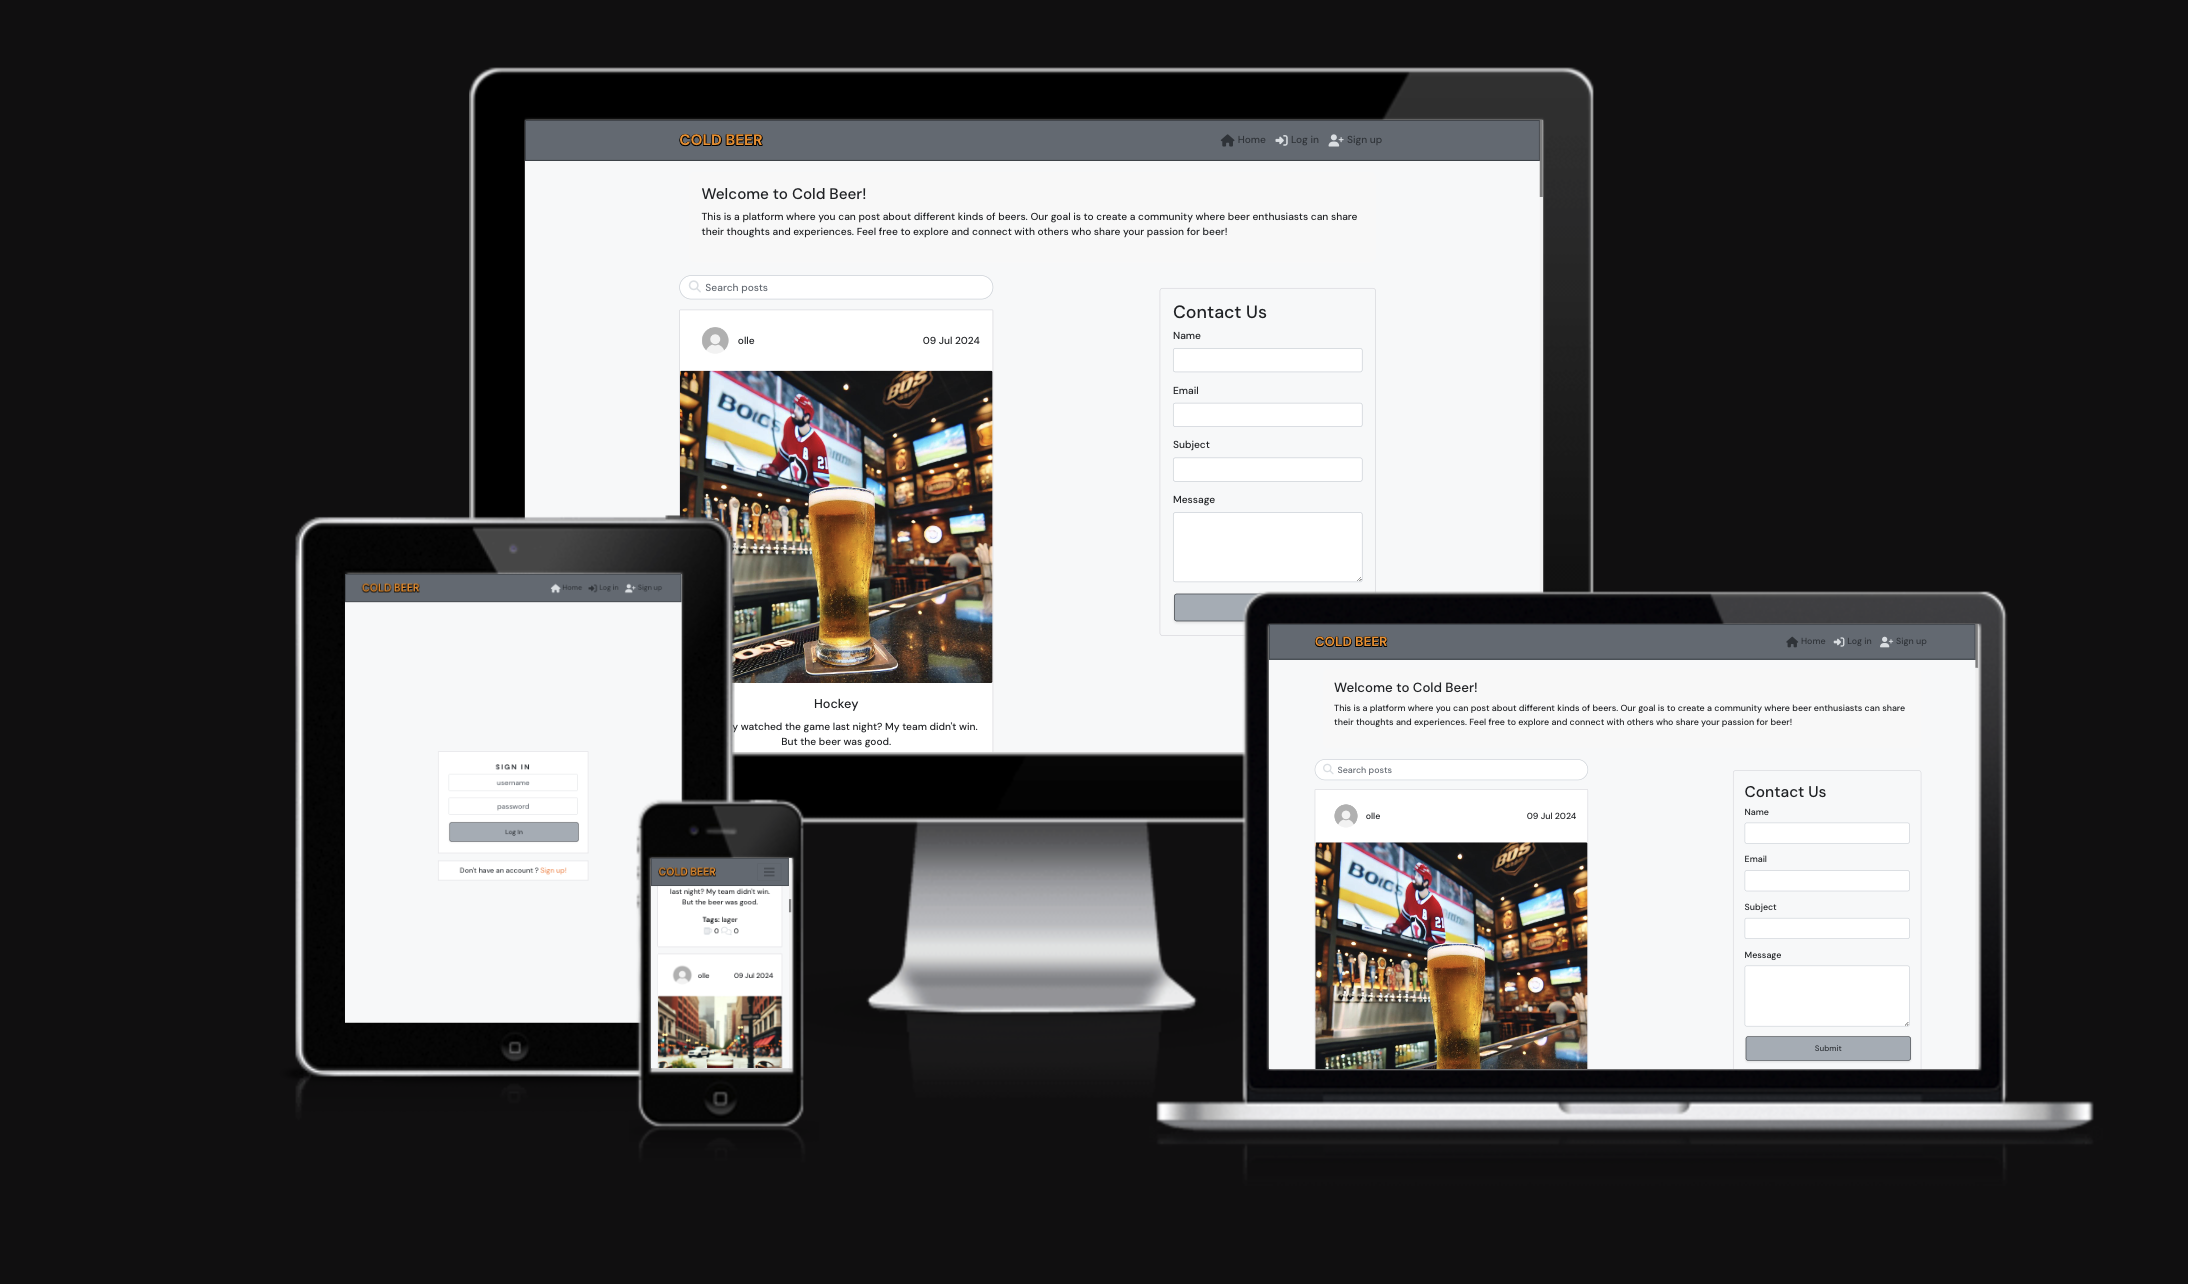 COLD BEER
Home Log in Sign up
Welcome to Cold Beer!
This is a platform where you can post about different kinds of beers. Our goal is to create a community where beer enthusiasts can share
their thoughts and experiences. Feel free to explore and connect with others who share your passion for beer!
Search posts
olle 09 Jul 2024
BOICS
BOS
21
Hockey
y watched the game last night? My team didn't win.
But the beer was good.
Contact Us
Name
Email
Subject
Message
COLD BEER
Home Log in Sign up
SIGN IN
username
password
Log In
Don't have an account ? Sign up!
COLD BEER
last night? My team didn't win.
But the beer was good.
Tags: lager
0 0
olle 09 Jul 2024
COLD BEER
Home Log in Sign up
Welcome to Cold Beer!
This is a platform where you can post about different kinds of beers. Our goal is to create a community where beer enthusiasts can share
their thoughts and experiences. Feel free to explore and connect with others who share your passion for beer!
Search posts
olle 09 Jul 2024
BOICS
BOS
21
Contact Us
Name
Email
Subject
Message
Submit